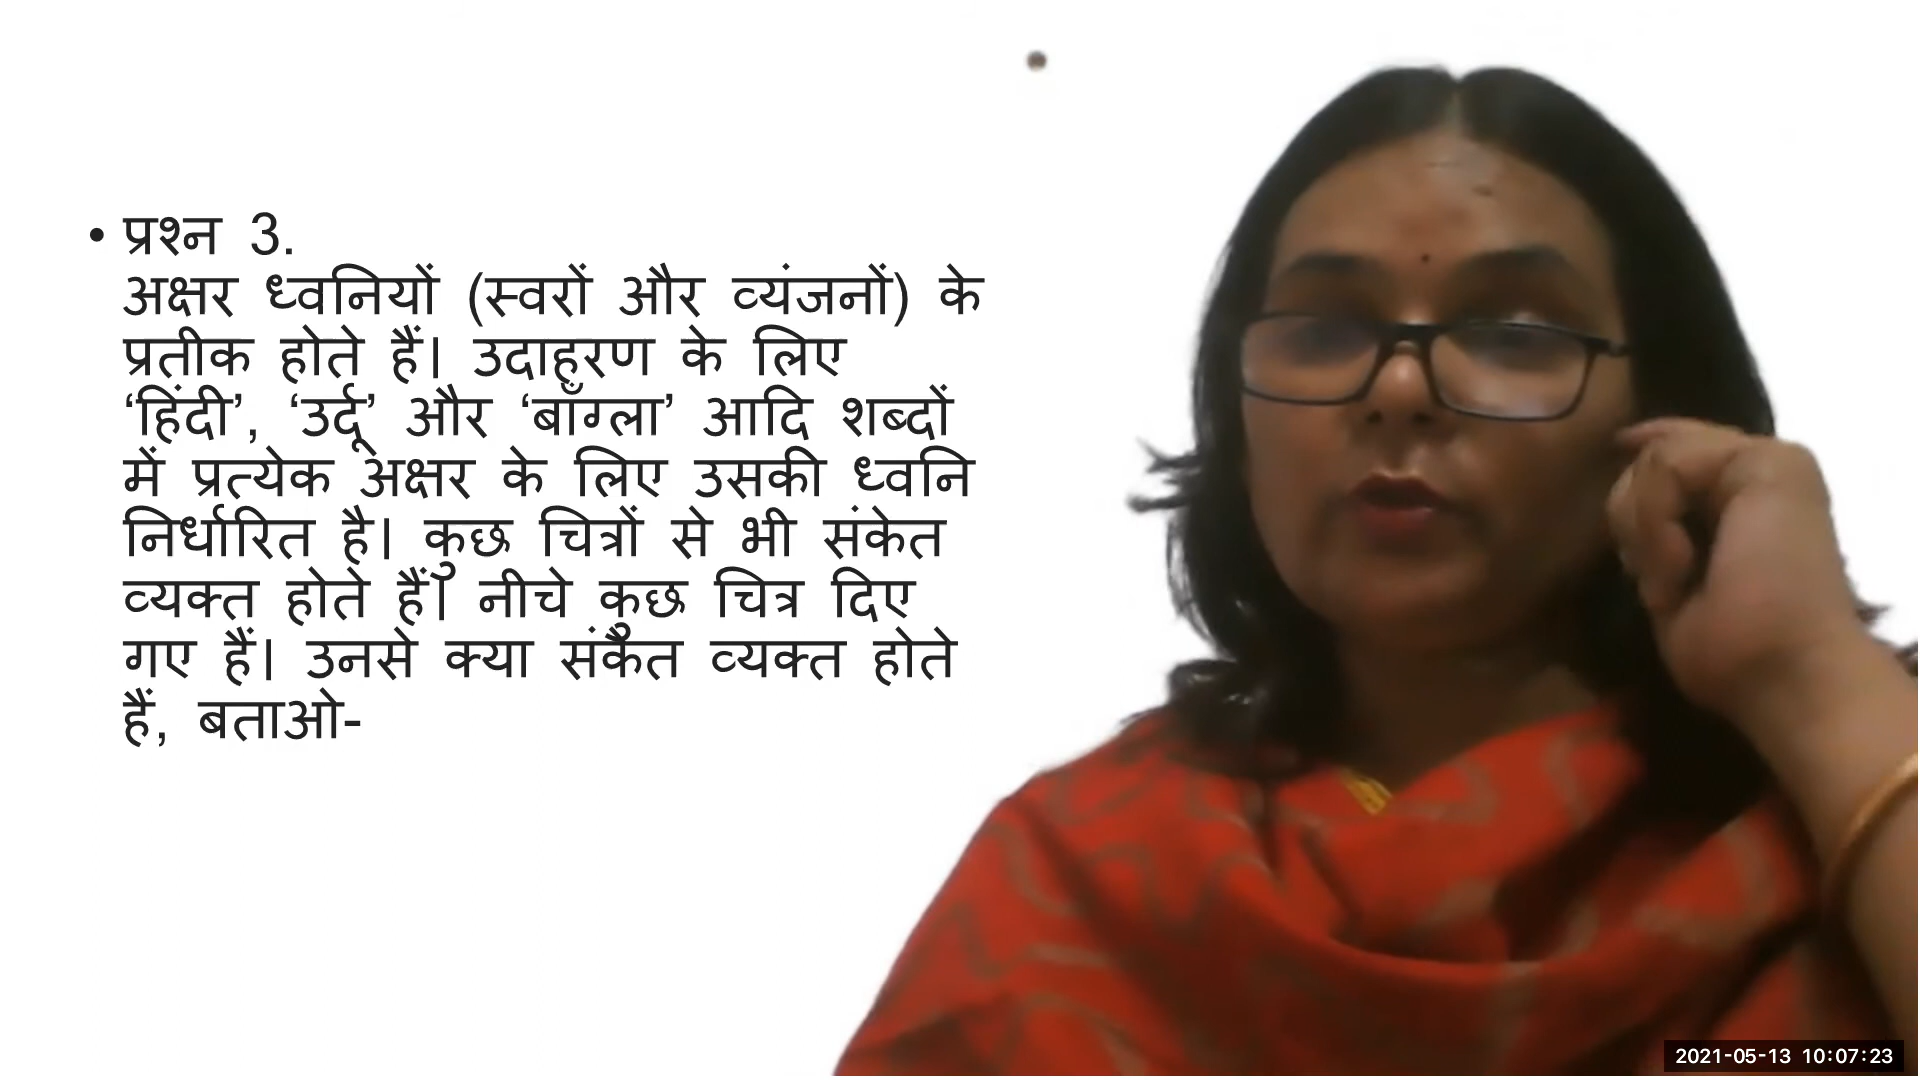 • प्रश्न 3.
अक्षर ध्वनियों (स्वरों और व्यंजनों) के
प्रतीक होते हैं। उदाहरण के लिए
‘हिंदी’, ‘उर्दू’ और ‘बाँग्ला’ आदि शब्दों
में प्रत्येक अक्षर के लिए उसकी ध्वनि
निर्धारित है। कुछ चित्रों से भी संकेत
व्यक्त होते हैं। नीचे कुछ चित्र दिए
गए हैं। उनसे क्या संकेत व्यक्त होते
हैं, बताओ-
2021-05-13 10:07:23